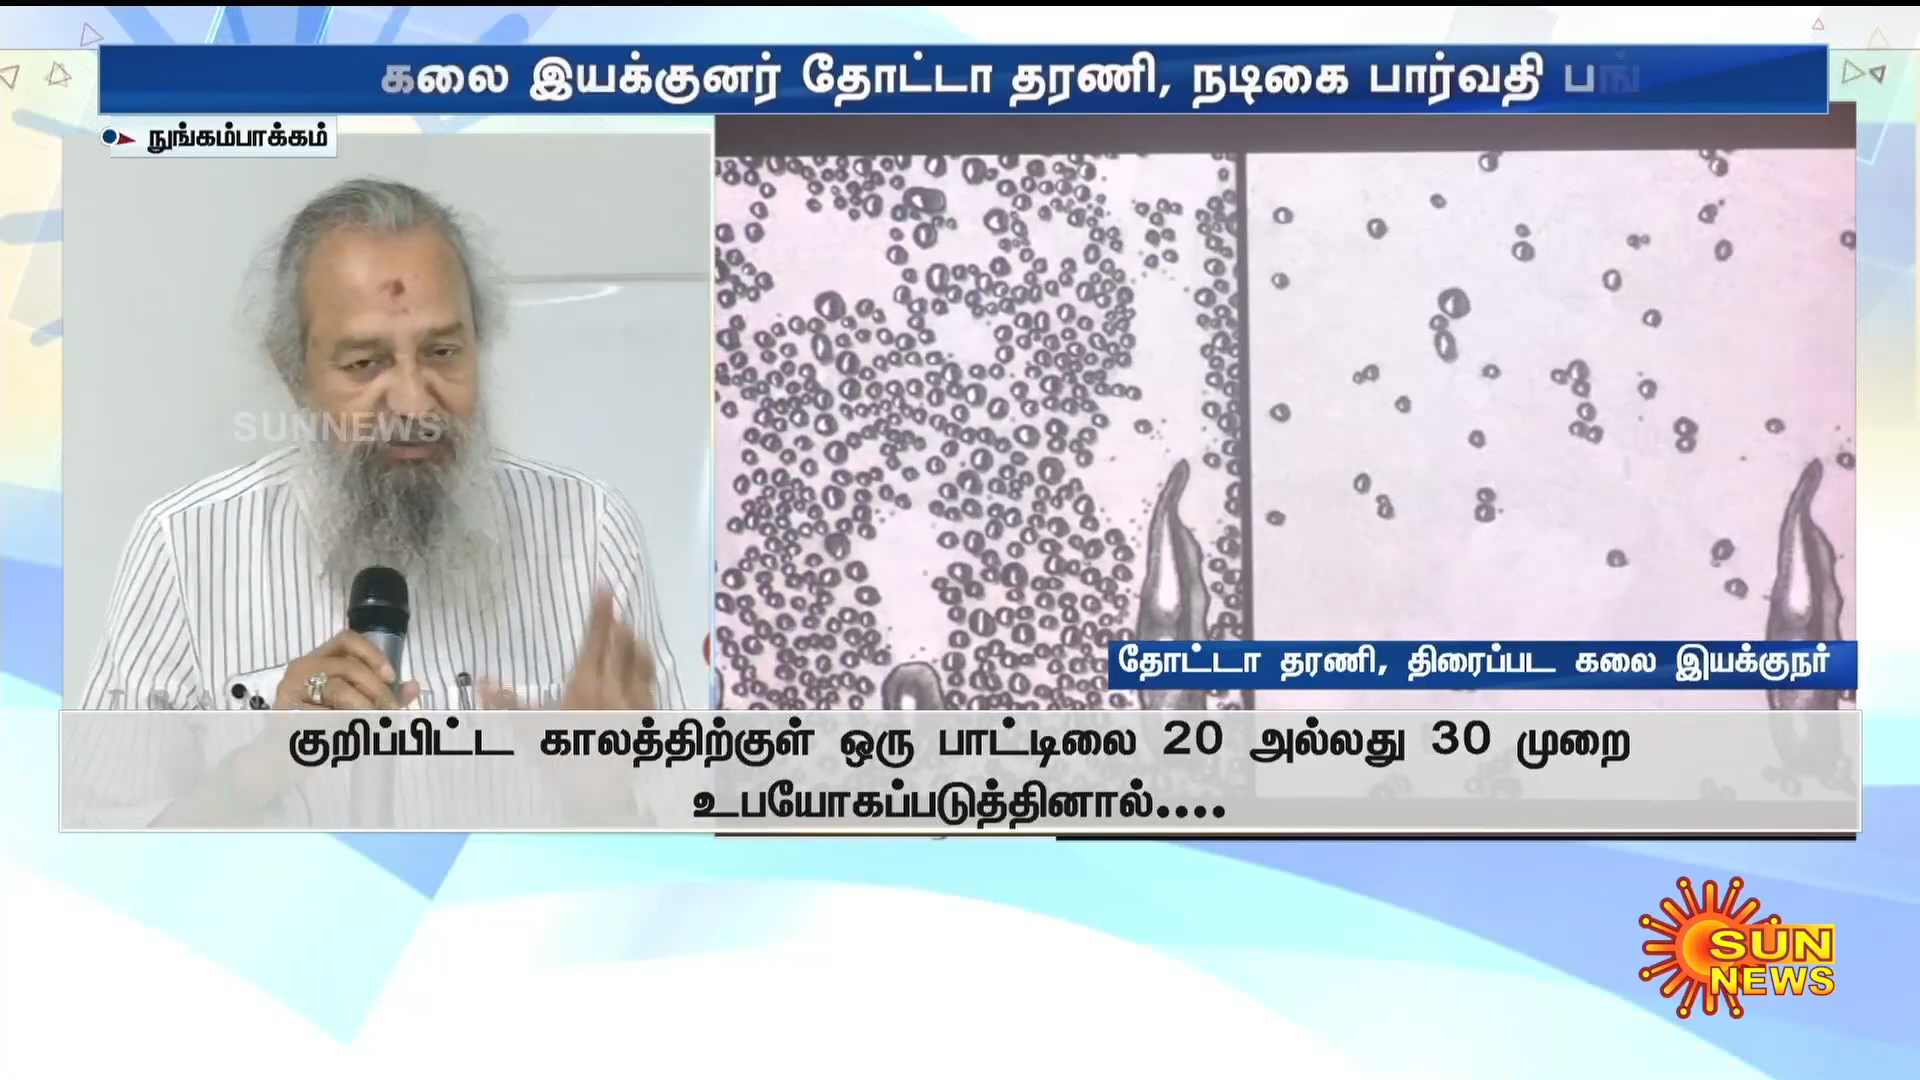 கலை இயக்குனர் தோட்டா தரணி, நடிகை பார்வதி
நுங்கம்பாக்கம்
SUNNEWS
தோட்டா தரணி, திரைப்பட கலை இயக்குநர்
குறிப்பிட்ட காலத்திற்குள் ஒரு பாட்டிலை 20 அல்லது 30 முறை
உபயோகப்படுத்தினால்....
SUN
NEWS